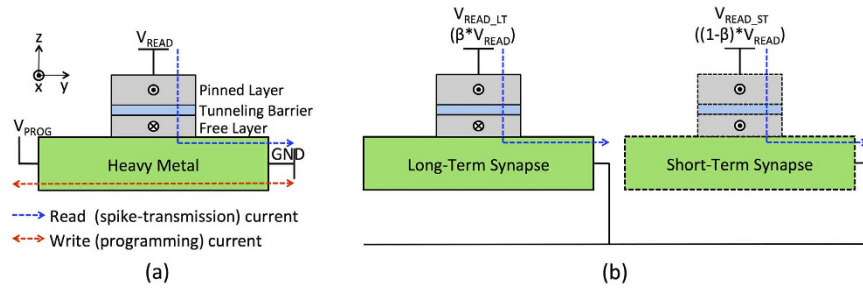 z
x
y
V_READ
Pinned Layer
Tunneling Barrier
Free Layer
V_PROG
GND
Heavy Metal
Read (spike-transmission) current
Write (programming) current
(a)
V_READ_LT
(β*V_READ)
Long-Term Synapse
V_READ_ST
((1-β)*V_READ)
Short-Term Synapse
(b)